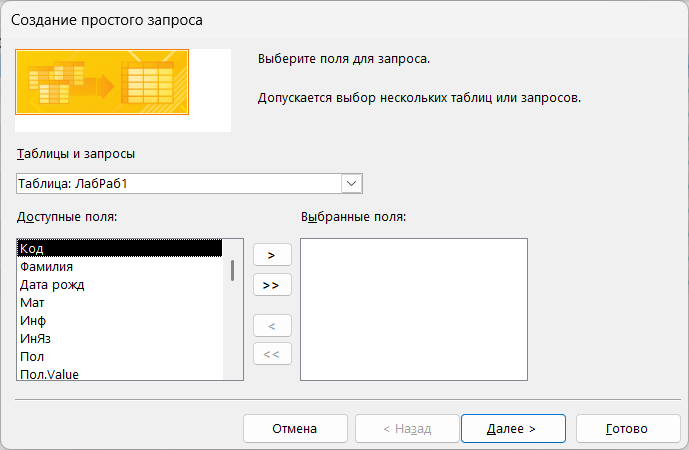 Создание простого запроса
Выберите поля для запроса.
Допускается выбор нескольких таблиц или запросов.
Таблицы и запросы
Таблица: ЛабРаб1
Доступные поля:
Выбранные поля:
Код
Фамилия
Дата рожд
Мат
Инф
ИнЯз
Пол
Пол.Value
>
>>
<
<<
Отмена
< Назад
Далее >
Готово